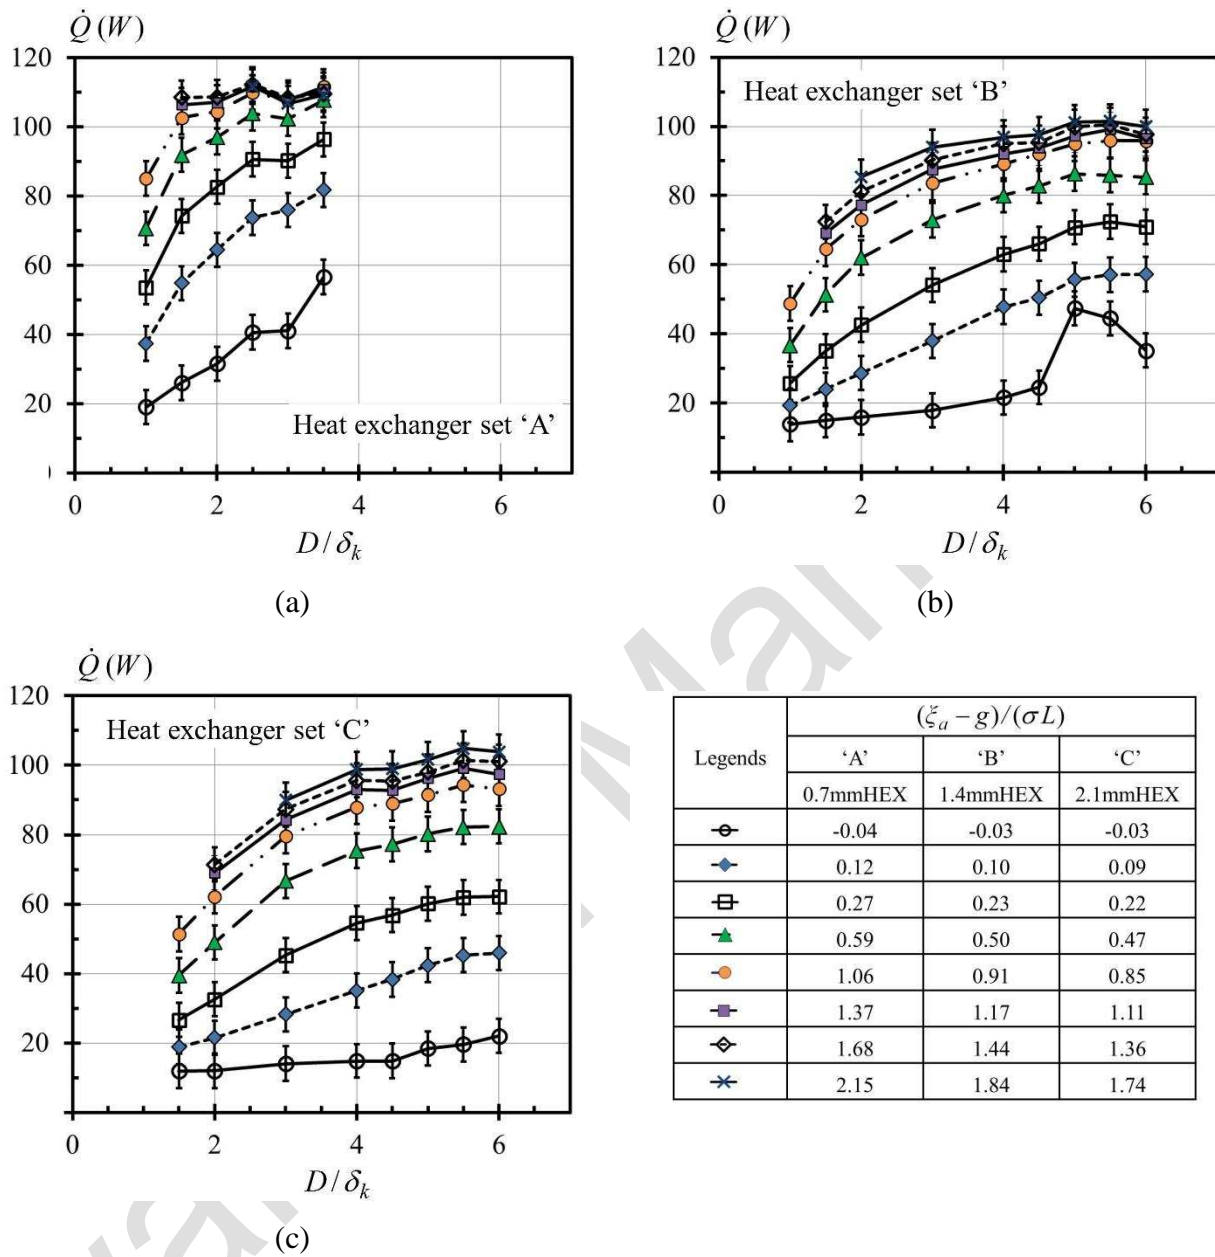 Q̇ (W)
120
100
80
60
40
20
0
0 2 4 6
Heat exchanger set ‘A’
D / δk
(a)
Q̇ (W)
120
100
80
60
40
20
0
0 2 4 6
Heat exchanger set ‘B’
D / δk
(b)
Q̇ (W)
120
100
80
60
40
20
0 2 4 6
Heat exchanger set ‘C’
D / δk
(c)
Legends
(ξa – g) / (σL)
‘A’ ‘B’ ‘C’
0.7mmHEX 1.4mmHEX 2.1mmHEX
-0.04 -0.03 -0.03
0.12 0.10 0.09
0.27 0.23 0.22
0.59 0.50 0.47
1.06 0.91 0.85
1.37 1.17 1.11
1.68 1.44 1.36
2.15 1.84 1.74